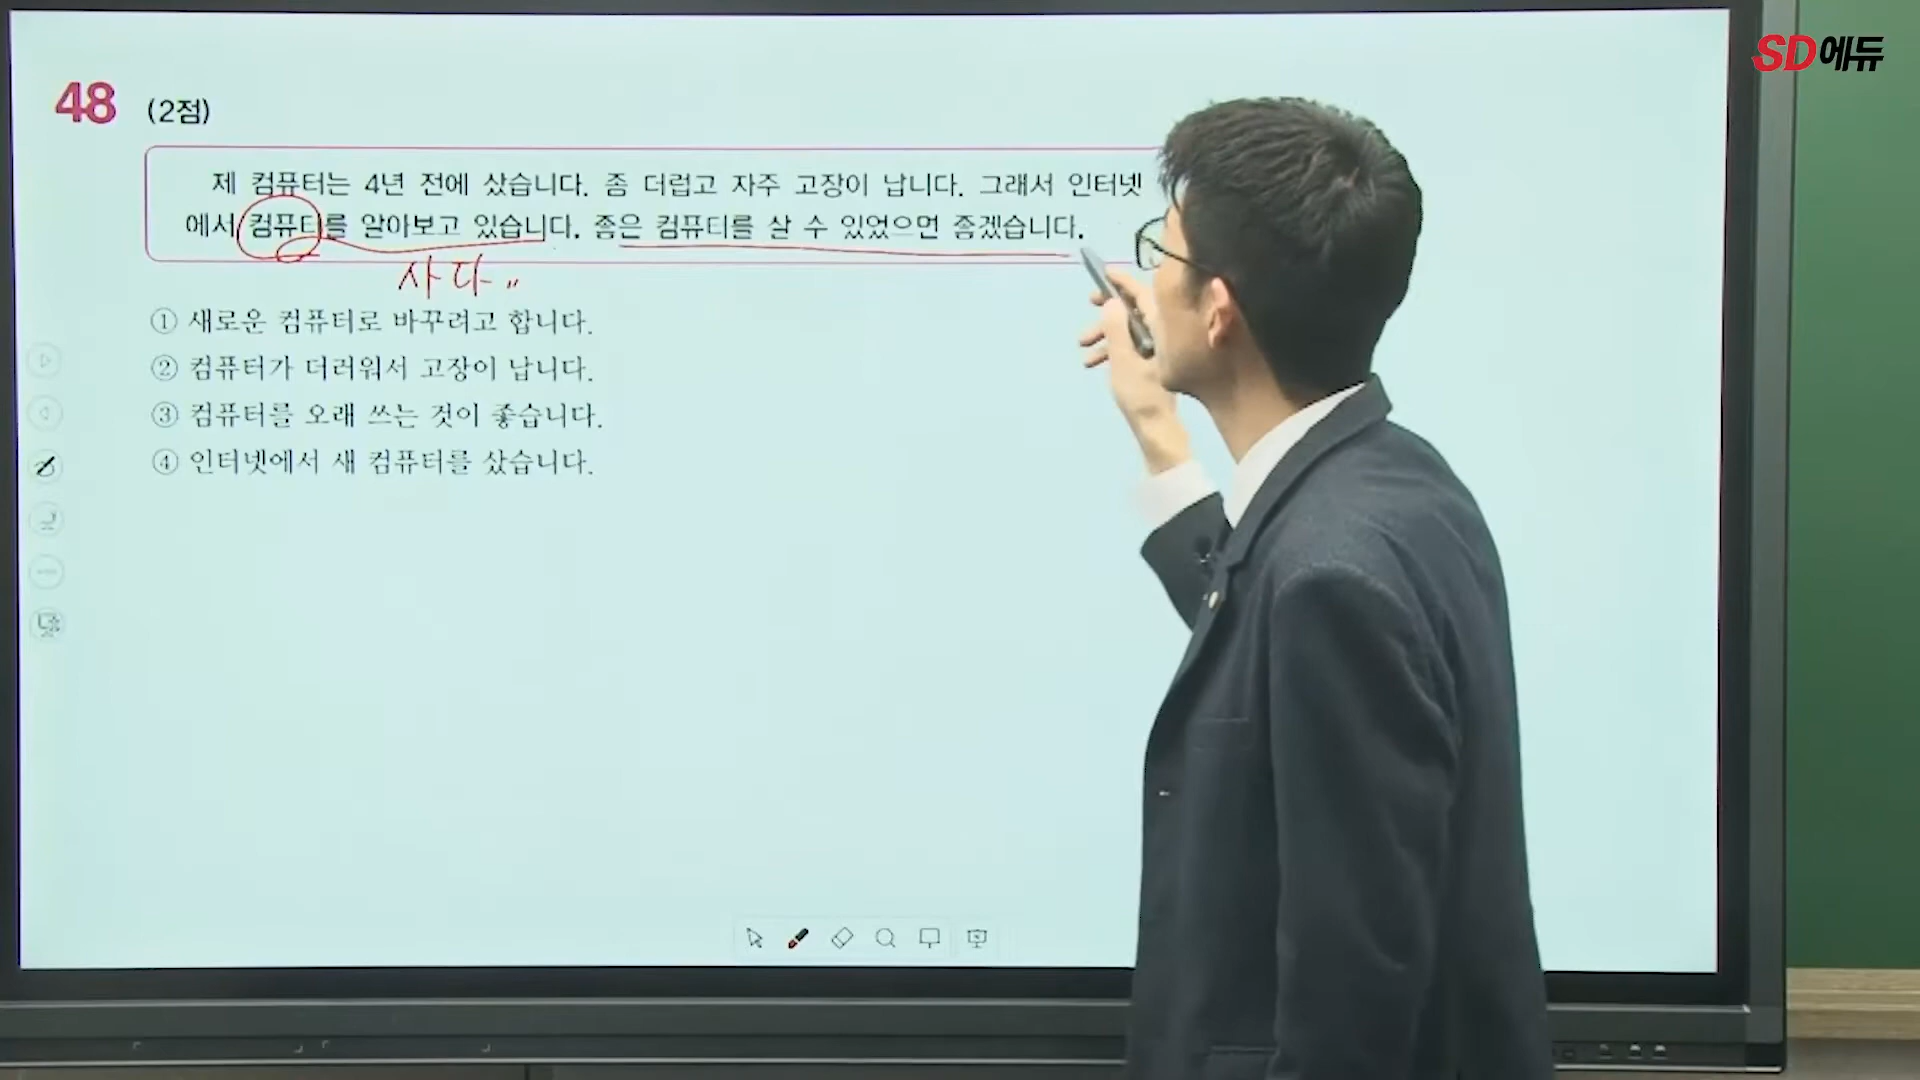 SD에듀
48 (2점)
제 컴퓨터는 4년 전에 샀습니다. 좀 더럽고 자주 고장이 납니다. 그래서 인터넷
에서 컴퓨터를 알아보고 있습니다. 좋은 컴퓨터를 살 수 있었으면 좋겠습니다.
사다
① 새로운 컴퓨터로 바꾸려고 합니다.
② 컴퓨터가 더러워서 고장이 납니다.
③ 컴퓨터를 오래 쓰는 것이 좋습니다.
④ 인터넷에서 새 컴퓨터를 샀습니다.